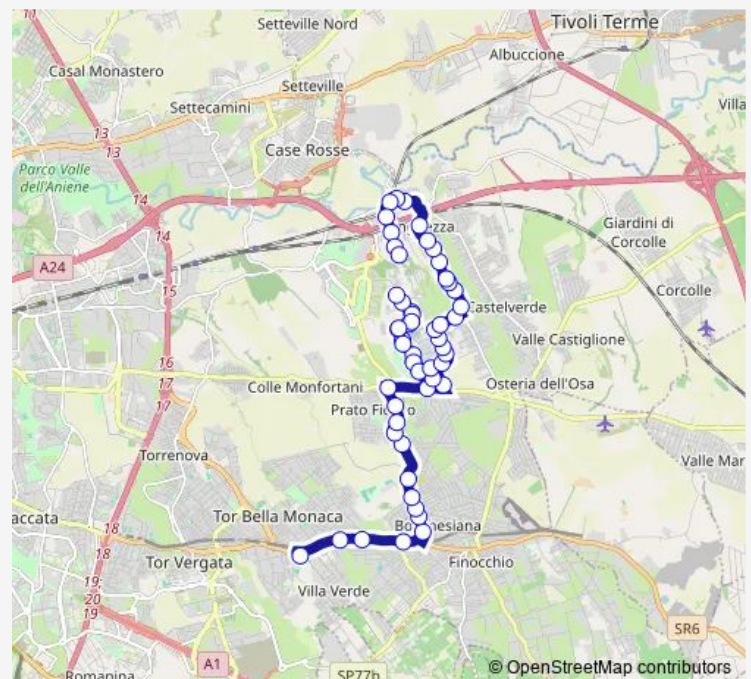 Setteville Nord
Tivoli Terme
11
Casal Monastero
Albuccione
Setteville
Settecamini
Villa
13
13
Case Rosse
Parco Valle
dell'Aniene
14
14
Giardini di
Corcolle
A24
15
Corcolle
Castelverde
Valle Castiglione
16
17
17
Colle Monfortani
Osteria dell'Osa
Prato
Torrenova
Valle Mar
Tor Bella Monaca
accata
18
18
Finocchio
Tor Vergata
19
19
20
Villa Verde
SR6
A1
Romanina
SP77b
© OpenStreetMap contributors